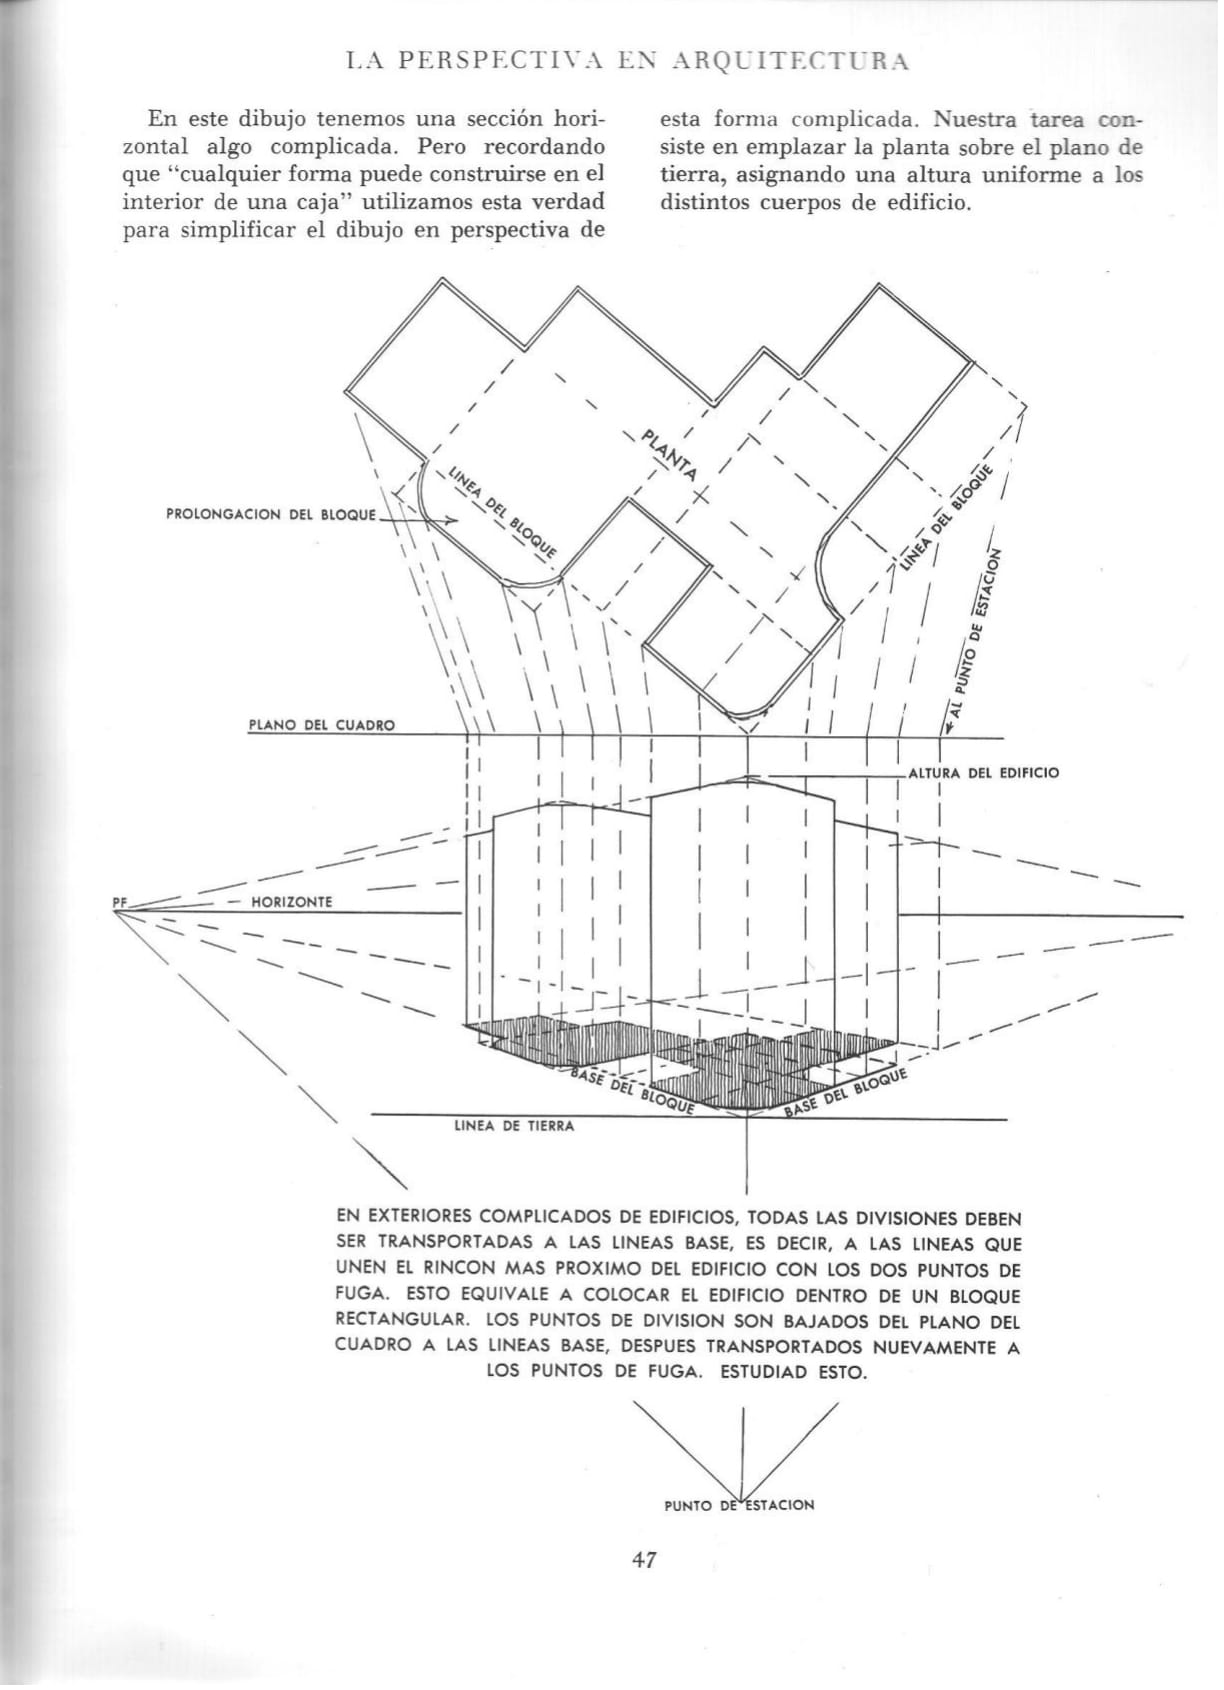 LA PERSPECTIVA EN ARQUITECTURA
En este dibujo tenemos una sección hori-
zontal algo complicada. Pero recordando
que “cualquier forma puede construirse en el
interior de una caja” utilizamos esta verdad
para simplificar el dibujo en perspectiva de
esta forma complicada. Nuestra tarea con-
siste en emplazar la planta sobre el plano de
tierra, asignando una altura uniforme a los
distintos cuerpos de edificio.
PLANTA
LINEA DEL BLOQUE
LINEA DEL BLOQUE
PROLONGACION DEL BLOQUE
AL PUNTO DE ESTACION
PLANO DEL CUADRO
ALTURA DEL EDIFICIO
PF
HORIZONTE
BASE DEL BLOQUE
BASE DEL BLOQUE
LINEA DE TIERRA
EN EXTERIORES COMPLICADOS DE EDIFICIOS, TODAS LAS DIVISIONES DEBEN
SER TRANSPORTADAS A LAS LINEAS BASE, ES DECIR, A LAS LINEAS QUE
UNEN EL RINCON MAS PROXIMO DEL EDIFICIO CON LOS DOS PUNTOS DE
FUGA. ESTO EQUIVALE A COLOCAR EL EDIFICIO DENTRO DE UN BLOQUE
RECTANGULAR. LOS PUNTOS DE DIVISION SON BAJADOS DEL PLANO DEL
CUADRO A LAS LINEAS BASE, DESPUES TRANSPORTADOS NUEVAMENTE A
LOS PUNTOS DE FUGA. ESTUDIAD ESTO.
PUNTO DE ESTACION
47